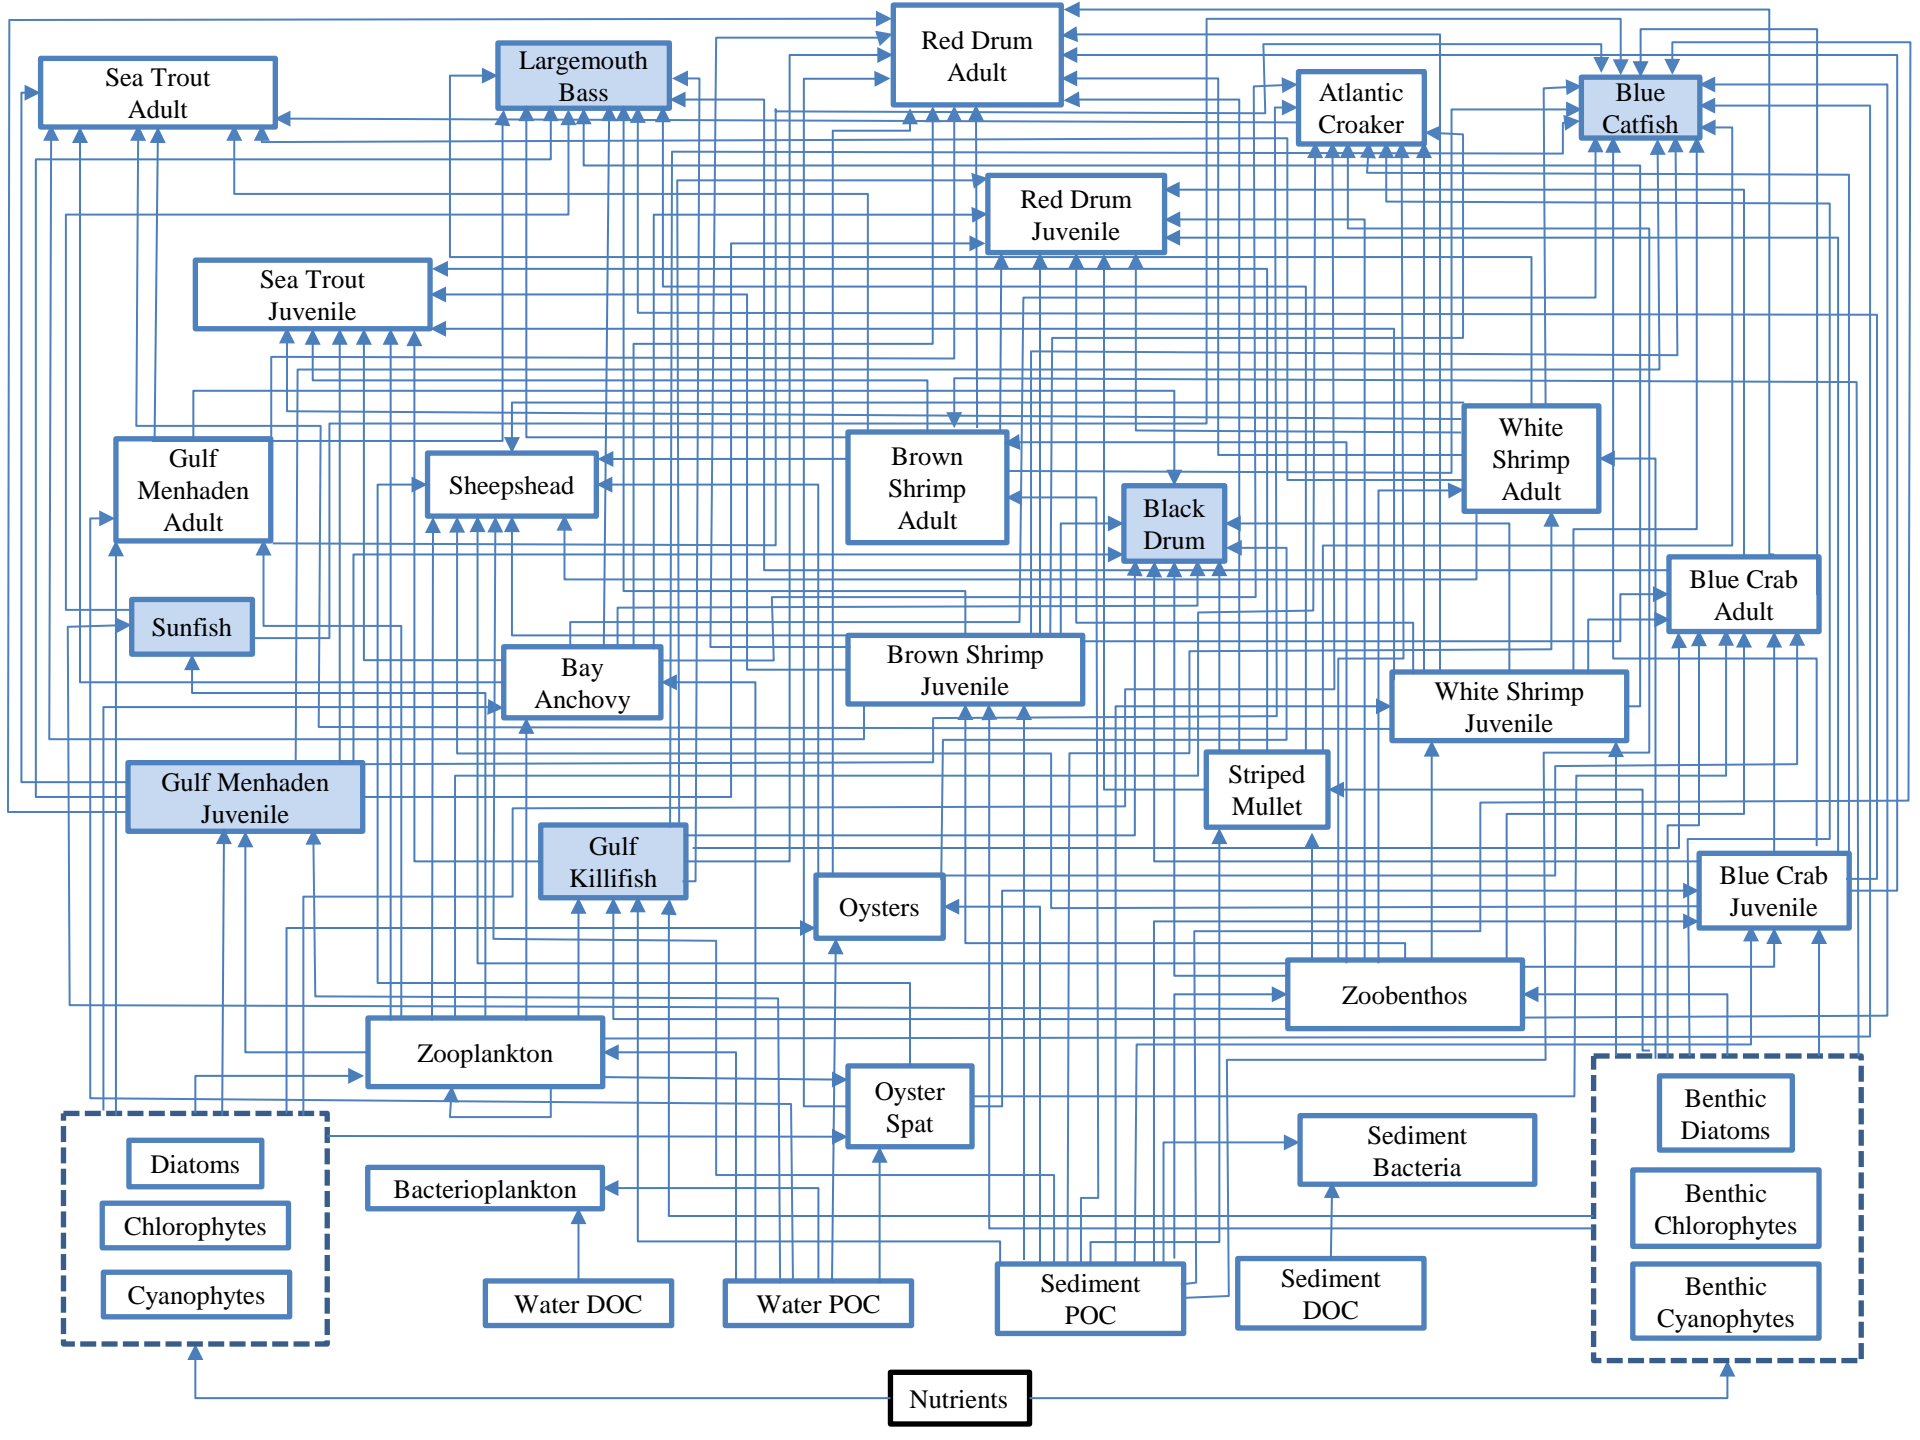 Red Drum
Adult
Largemouth
Bass
Sea Trout
Adult
Atlantic
Croaker
Blue
Catfish
Red Drum
Juvenile
Sea Trout
Juvenile
White
Shrimp
Adult
Gulf
Menhaden
Adult
Sheepshead
Brown
Shrimp
Adult
Black
Drum
Blue Crab
Adult
Sunfish
Bay
Anchovy
Brown Shrimp
Juvenile
White Shrimp
Juvenile
Gulf Menhaden
Juvenile
Striped
Mullet
Gulf
Killifish
Oysters
Blue Crab
Juvenile
Zoobenthos
Zooplankton
Oyster
Spat
Benthic
Diatoms
Diatoms
Sediment
Bacteria
Bacterioplankton
Chlorophytes
Benthic
Chlorophytes
Cyanophytes
Water DOC
Water POC
Sediment
POC
Sediment
DOC
Benthic
Cyanophytes
Nutrients